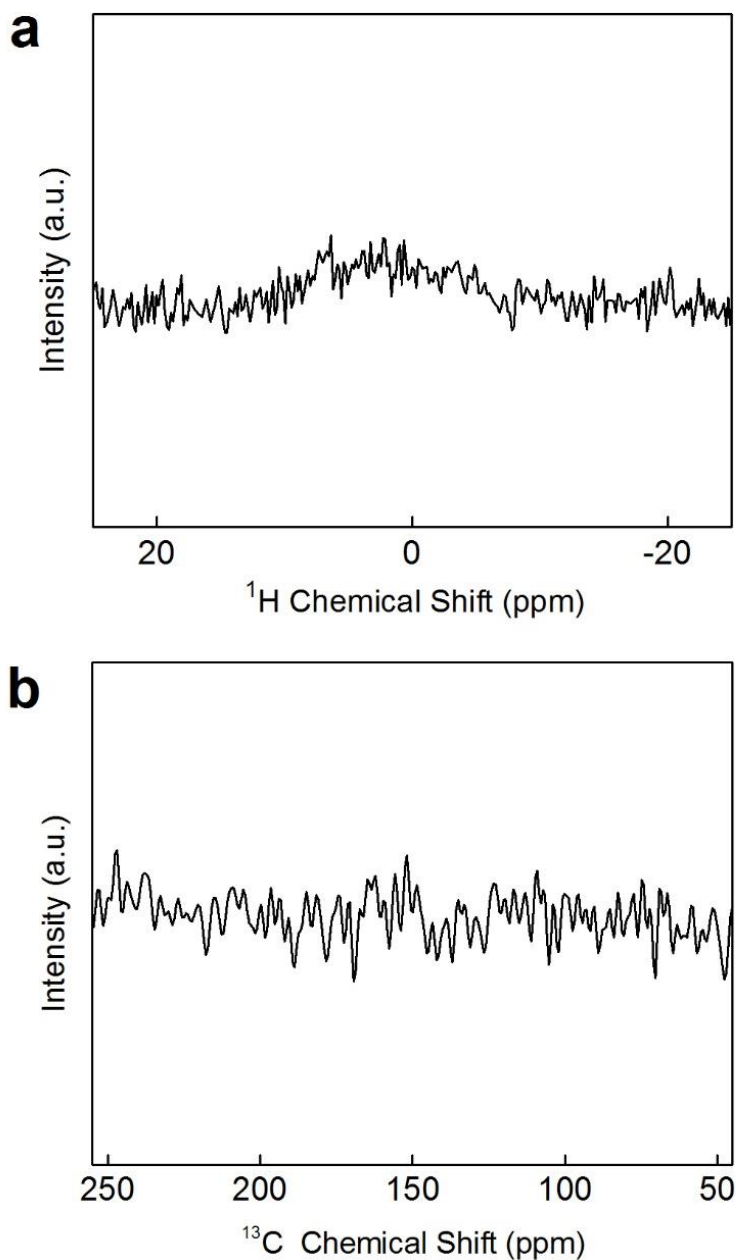 a
Intensity (a.u.)
20 0 -20
¹H Chemical Shift (ppm)
b
Intensity (a.u.)
250 200 150 100 50
¹³C Chemical Shift (ppm)